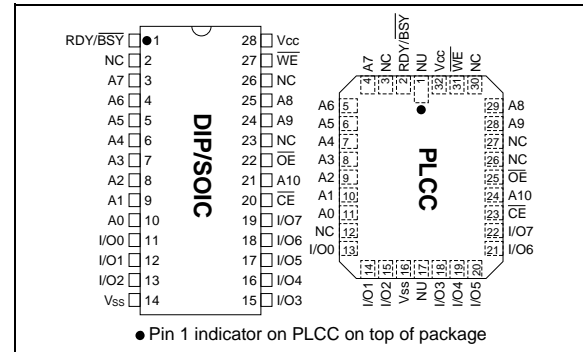 RDY/BSY 1 28 Vcc
NC 2 27 WE
A7 3 26 NC
A6 4 25 A8
A5 5 24 A9
A4 6 23 NC
A3 7 22 OE
A2 8 21 A10
A1 9 20 CE
A0 10 19 I/O7
I/O0 11 18 I/O6
I/O1 12 17 I/O5
I/O2 13 16 I/O4
Vss 14 15 I/O3
DIP/SOIC
A7 NC RDY/BSY NU Vcc WE NC
4 3 2 1 32 31 30
A6 5 29 A8
A5 6 28 A9
A4 7 27 NC
A3 8 26 NC
A2 9 25 OE
A1 10 24 A10
A0 11 23 CE
NC 12 22 I/O7
I/O0 13 21 I/O6
PLCC
14 15 16 17 18 19 20
I/O1 I/O2 Vss NU I/O3 I/O4 I/O5
● Pin 1 indicator on PLCC on top of package